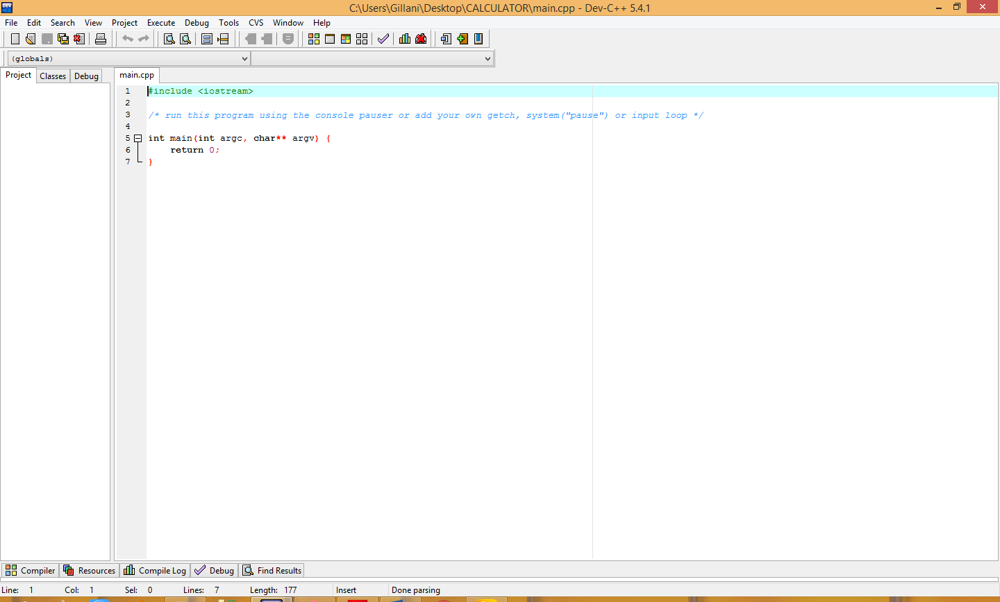 DEV
C:\Users\Gillani\Desktop\CALCULATOR\main.cpp - Dev-C++ 5.4.1
File Edit Search View Project Execute Debug Tools CVS Window Help
(globals)
Project Classes Debug
main.cpp
1 #include <iostream>
2
3 /* run this program using the console pauser or add your own getch, system("pause") or input loop */
4
5 int main(int argc, char** argv) {
6 return 0;
7 }
Compiler Resources Compile Log Debug Find Results
Line: 1 Col: 1 Sel: 0 Lines: 7 Length: 177 Insert Done parsing